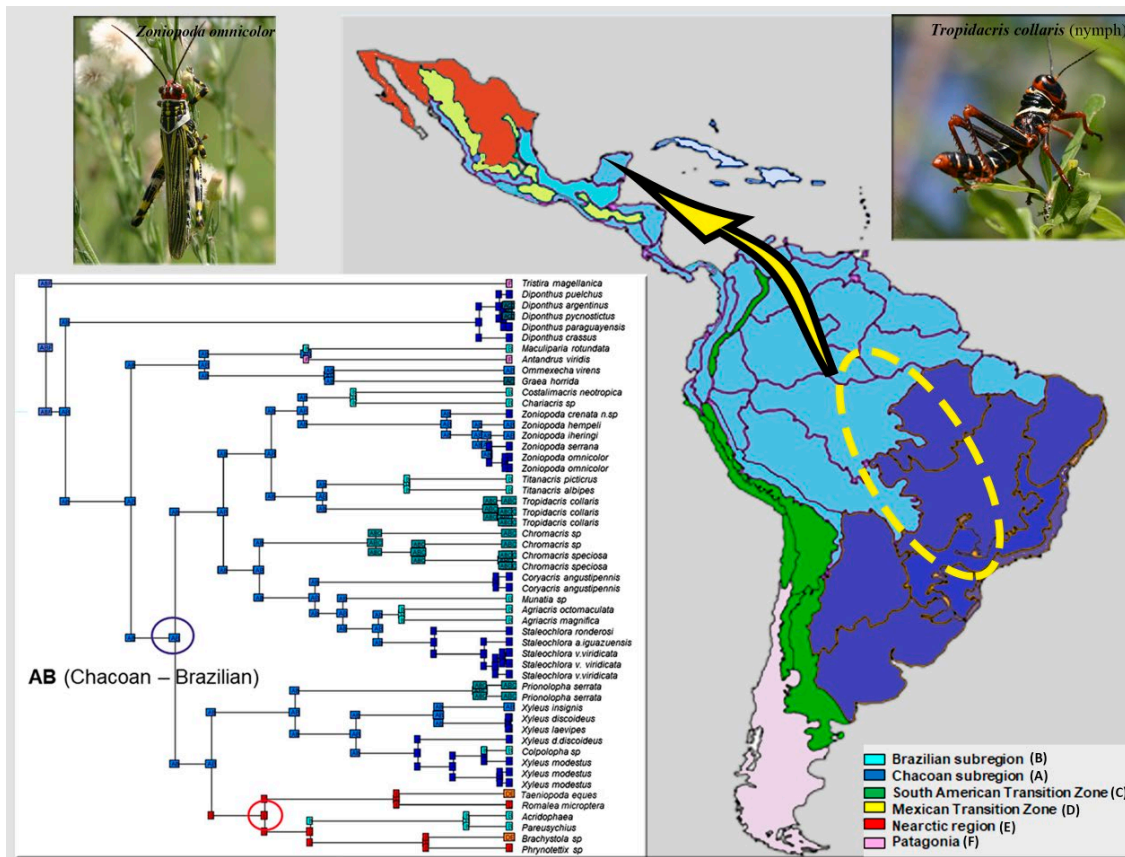 Zoniopoda omnicolor
Tropidacris collaris (nymph)
Tristira magellanica
Diponthus puelchus
Diponthus argentinus
Diponthus pycnostictus
Diponthus paraguayensis
Diponthus crassus
Maculiparia rotundata
Antandrus viridis
Ommexecha virens
Graea horrida
Costalimacris neotropica
Chariacris sp
Zoniopoda crenata n.sp
Zoniopoda hempeli
Zoniopoda iheringi
Zoniopoda serrana
Zoniopoda omnicolor
Zoniopoda omnicolor
Titanacris picticrus
Titanacris albipes
Tropidacris collaris
Tropidacris collaris
Tropidacris collaris
Chromacris sp
Chromacris sp
Chromacris speciosa
Chromacris speciosa
Coryacris angustipennis
Coryacris angustipennis
Munatia sp
Agriacris octomaculata
Agriacris magnifica
Staleochlora ronderosi
Staleochlora a.iguazuensis
Staleochlora v.viridicata
Staleochlora v. viridicata
Staleochlora v.viridicata
AB (Chacoan – Brazilian)
Prionolopha serrata
Prionolopha serrata
Xyleus insignis
Xyleus discoideus
Xyleus laevipes
Xyleus d.discoideus
Colpolopha sp
Xyleus modestus
Xyleus modestus
Xyleus modestus
Taeniopoda eques
Romalea microptera
Acridophaea
Pareusychius
Brachystola sp
Phrynotettix sp
Brazilian subregion (B)
Chacoan subregion (A)
South American Transition Zone (C)
Mexican Transition Zone (D)
Nearctic region (E)
Patagonia (F)